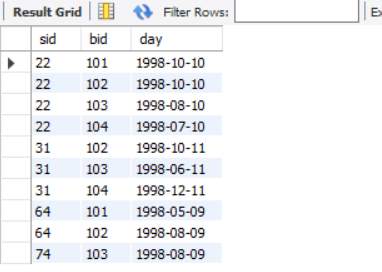 Result Grid Filter Rows: Ex
sid bid day
22 101 1998-10-10
22 102 1998-10-10
22 103 1998-08-10
22 104 1998-07-10
31 102 1998-10-11
31 103 1998-06-11
31 104 1998-12-11
64 101 1998-05-09
64 102 1998-08-09
74 103 1998-08-09